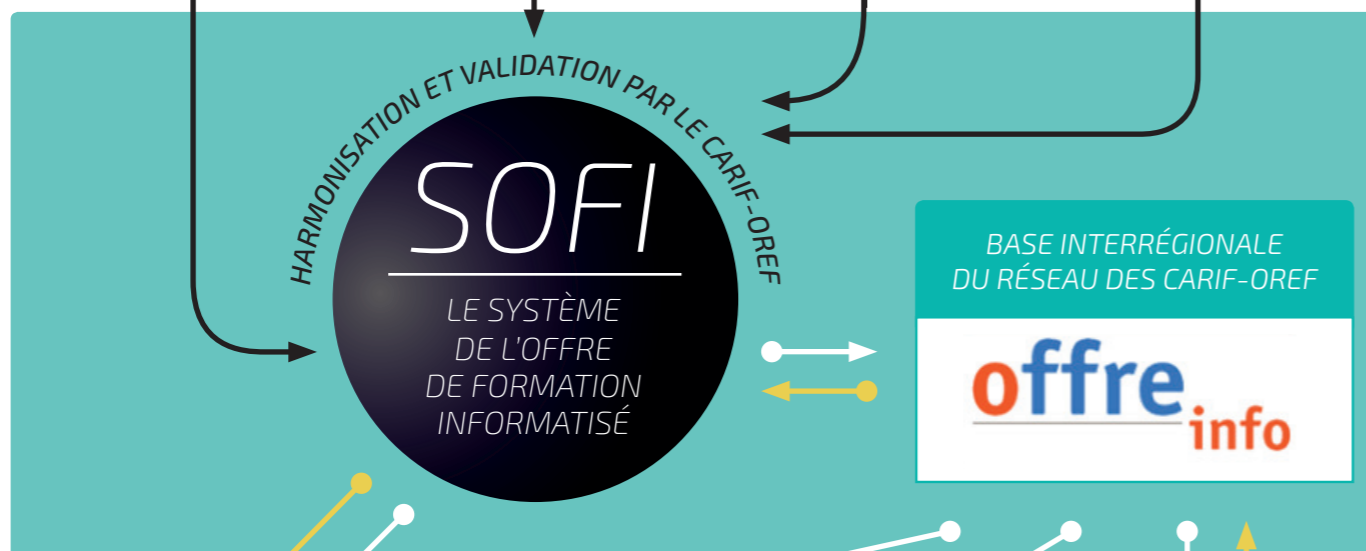 HARMONISATION ET VALIDATION PAR LE CARIF-OREF
SOFI
LE SYSTÈME
DE L'OFFRE
DE FORMATION
INFORMATISÉ
BASE INTERRÉGIONALE
DU RÉSEAU DES CARIF-OREF
offre
info